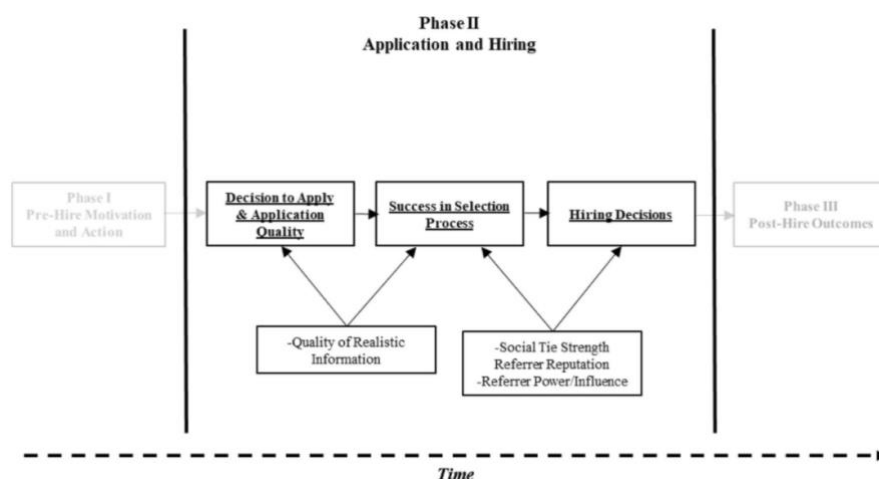 Phase II
Application and Hiring
Phase I
Pre-Hire Motivation
and Action
Decision to Apply
& Application
Quality
Success in Selection
Process
Hiring Decisions
Phase III
Post-Hire Outcomes
-Quality of Realistic
Information
-Social Tie Strength
Referrer Reputation
-Referrer Power/Influence
Time